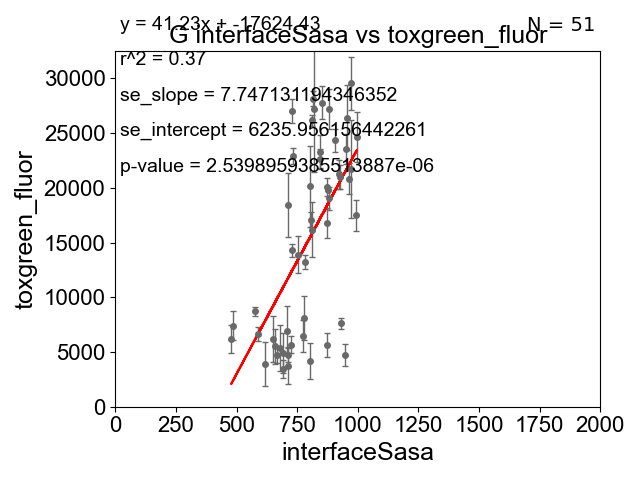 y = 41.23x + -17624.43
N = 51
G interfaceSasa vs toxgreen_fluor
r^2 = 0.37
se_slope = 7.747131194346352
se_intercept = 6235.956156442261
p-value = 2.5398959385513887e-06
30000
25000
20000
15000
10000
5000
0
toxgreen_fluor
0 250 500 750 1000 1250 1500 1750 2000
interfaceSasa